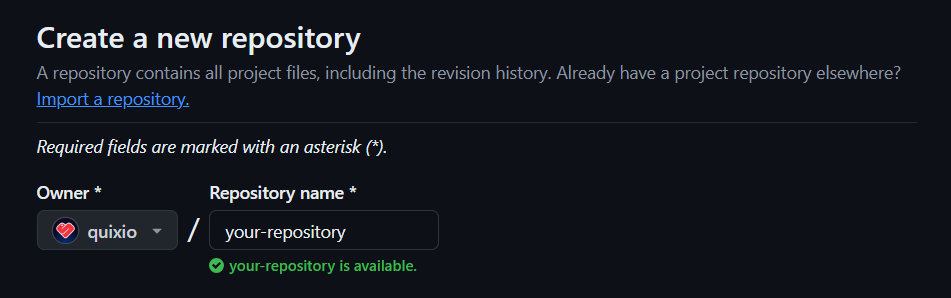 Create a new repository
A repository contains all project files, including the revision history. Already have a project repository elsewhere?
Import a repository.
Required fields are marked with an asterisk (*).
Owner * Repository name *
quixio / your-repository
your-repository is available.